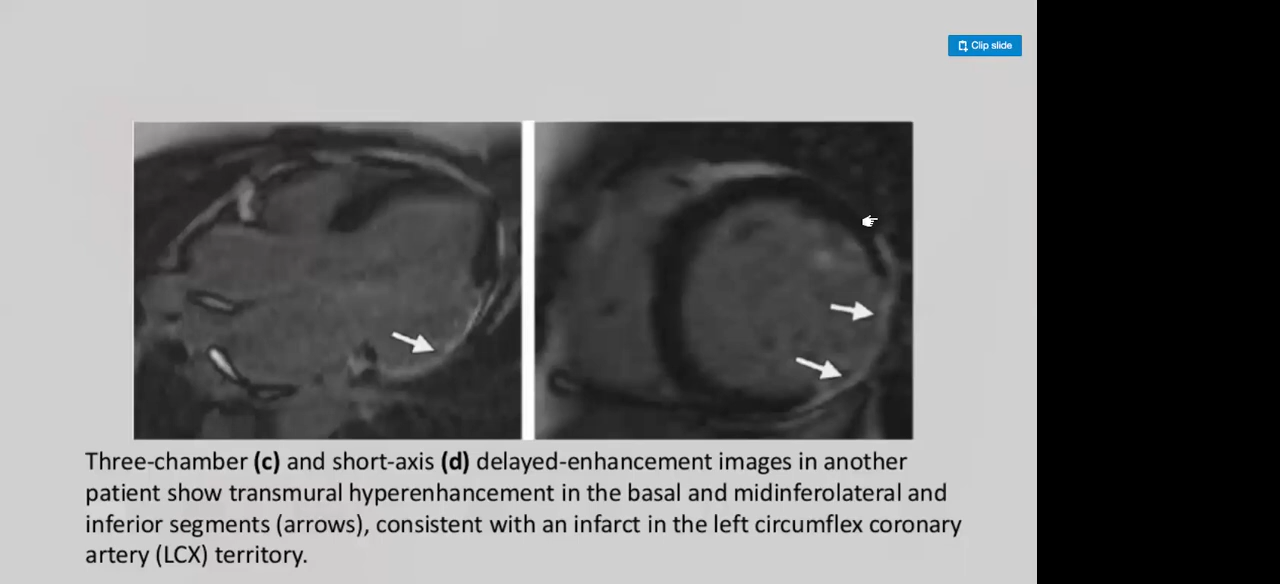 Clip slide
Three-chamber (c) and short-axis (d) delayed-enhancement images in another
patient show transmural hyperenhancement in the basal and midinferolateral and
inferior segments (arrows), consistent with an infarct in the left circumflex coronary
artery (LCX) territory.